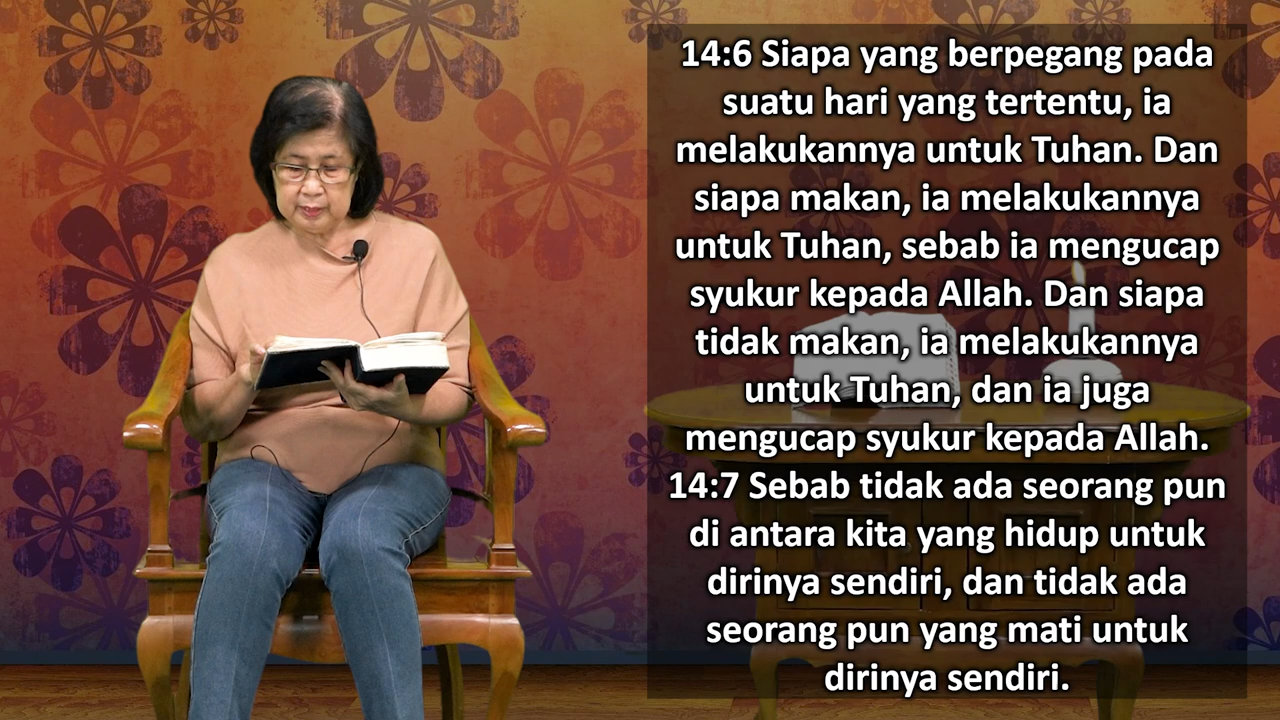 14:6 Siapa yang berpegang pada
suatu hari yang tertentu, ia
melakukannya untuk Tuhan. Dan
siapa makan, ia melakukannya
untuk Tuhan, sebab ia mengucap
syukur kepada Allah. Dan siapa
tidak makan, ia melakukannya
untuk Tuhan, dan ia juga
mengucap syukur kepada Allah.
14:7 Sebab tidak ada seorang pun
di antara kita yang hidup untuk
dirinya sendiri, dan tidak ada
seorang pun yang mati untuk
dirinya sendiri.